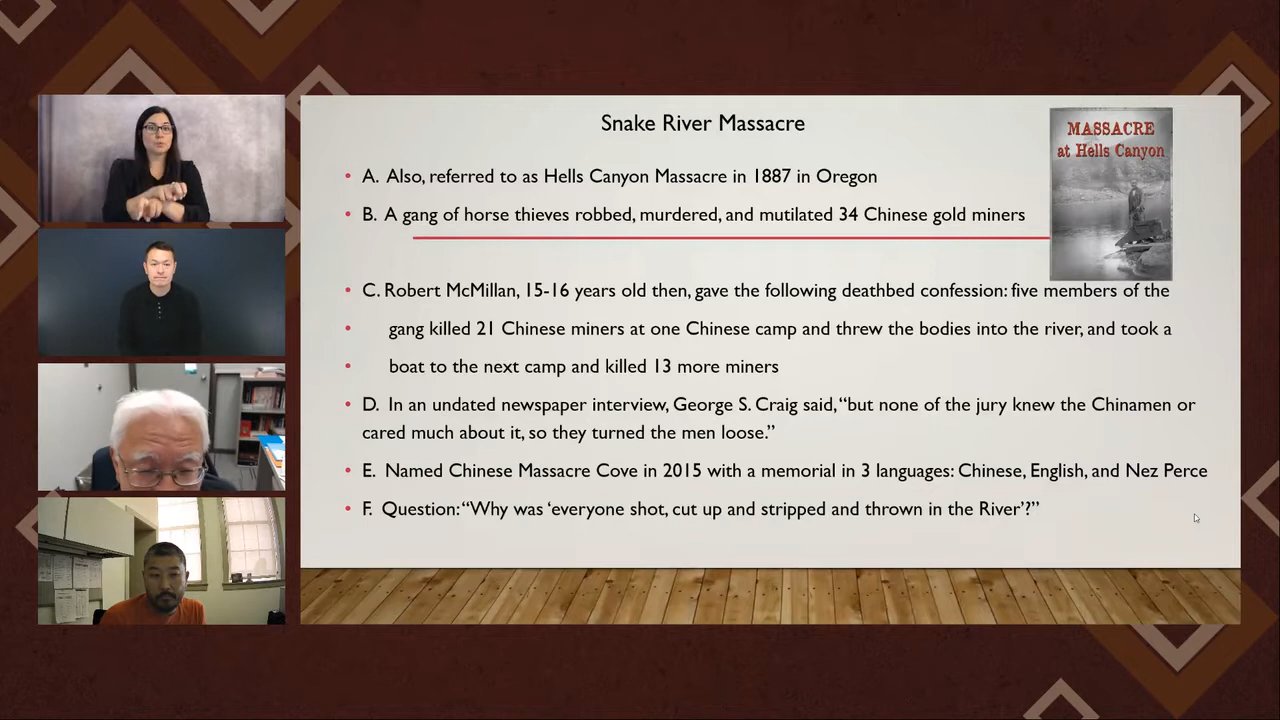 Snake River Massacre
MASSACRE
at Hells Canyon
• A. Also, referred to as Hells Canyon Massacre in 1887 in Oregon
• B. A gang of horse thieves robbed, murdered, and mutilated 34 Chinese gold miners
• C. Robert McMillan, 15-16 years old then, gave the following deathbed confession: five members of the
• gang killed 21 Chinese miners at one Chinese camp and threw the bodies into the river, and took a
• boat to the next camp and killed 13 more miners
• D. In an undated newspaper interview, George S. Craig said, “but none of the jury knew the Chinamen or
cared much about it, so they turned the men loose.”
• E. Named Chinese Massacre Cove in 2015 with a memorial in 3 languages: Chinese, English, and Nez Perce
• F. Question: “Why was ‘everyone shot, cut up and stripped and thrown in the River’?”